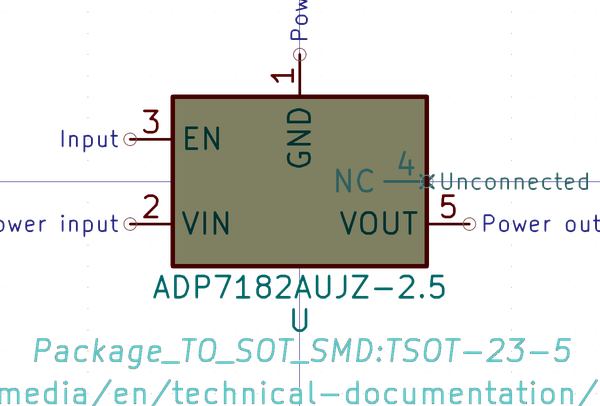 Pow
1
GND
3
Input
EN
4
NC
Unconnected
2
ower input
VIN
VOUT
5
Power out
ADP7182AUJZ-2.5
U
Package_TO_SOT_SMD:TSOT-23-5
media/en/technical-documentation/